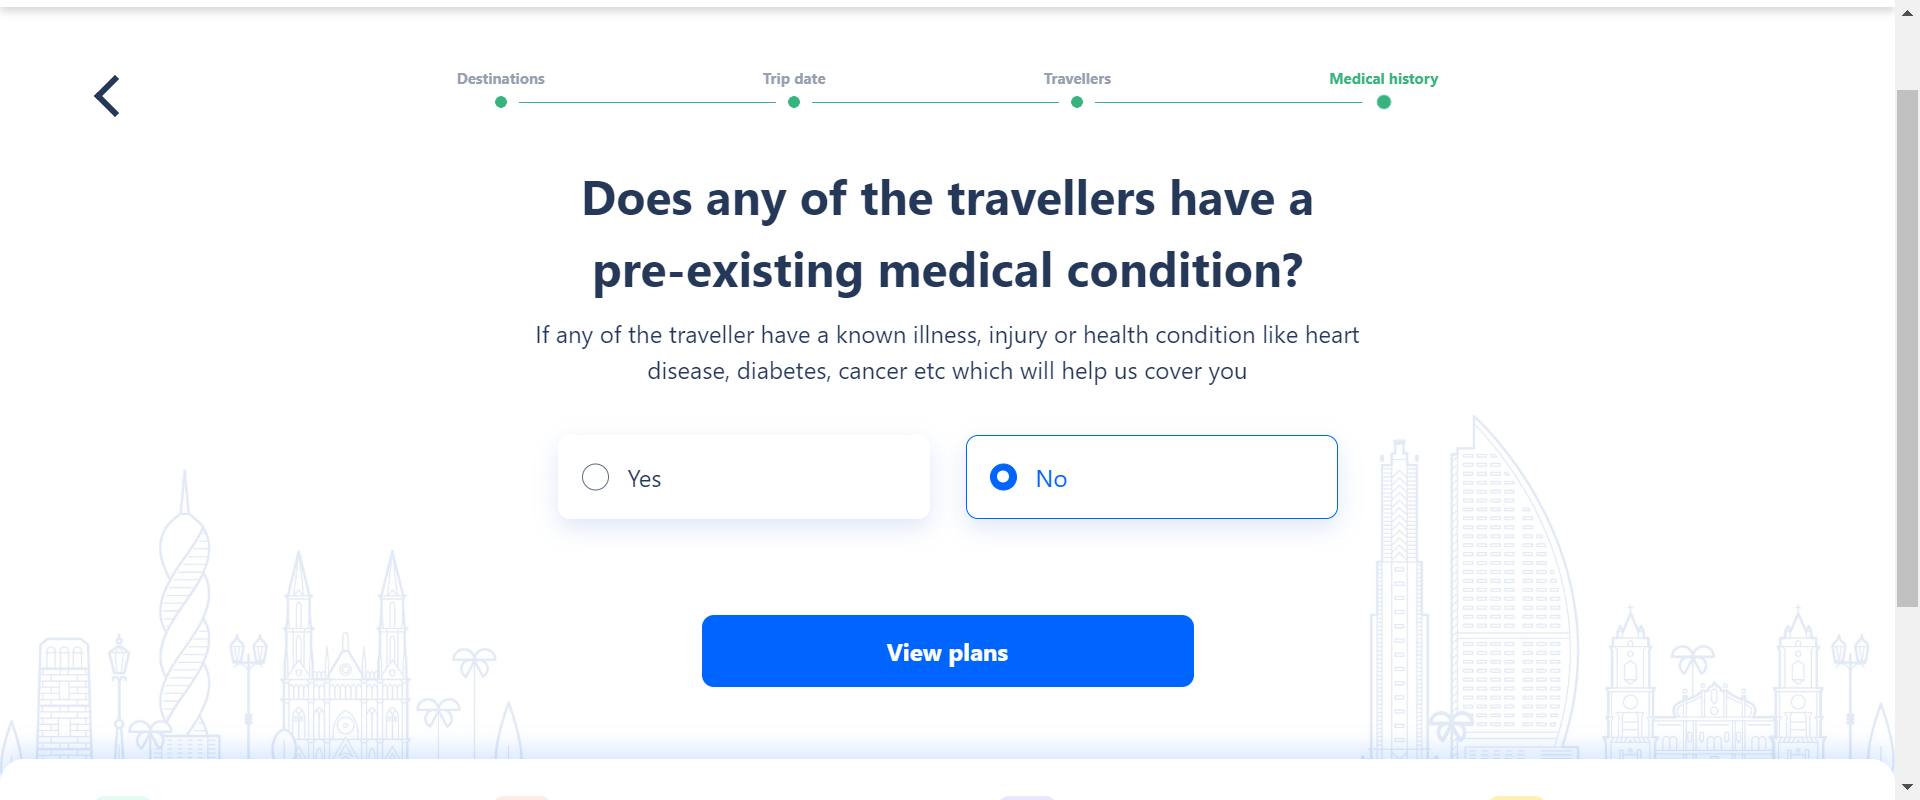 Destinations
Trip date
Travellers
Medical history
Does any of the travellers have a
pre-existing medical condition?
If any of the traveller have a known illness, injury or health condition like heart
disease, diabetes, cancer etc which will help us cover you
Yes
No
View plans